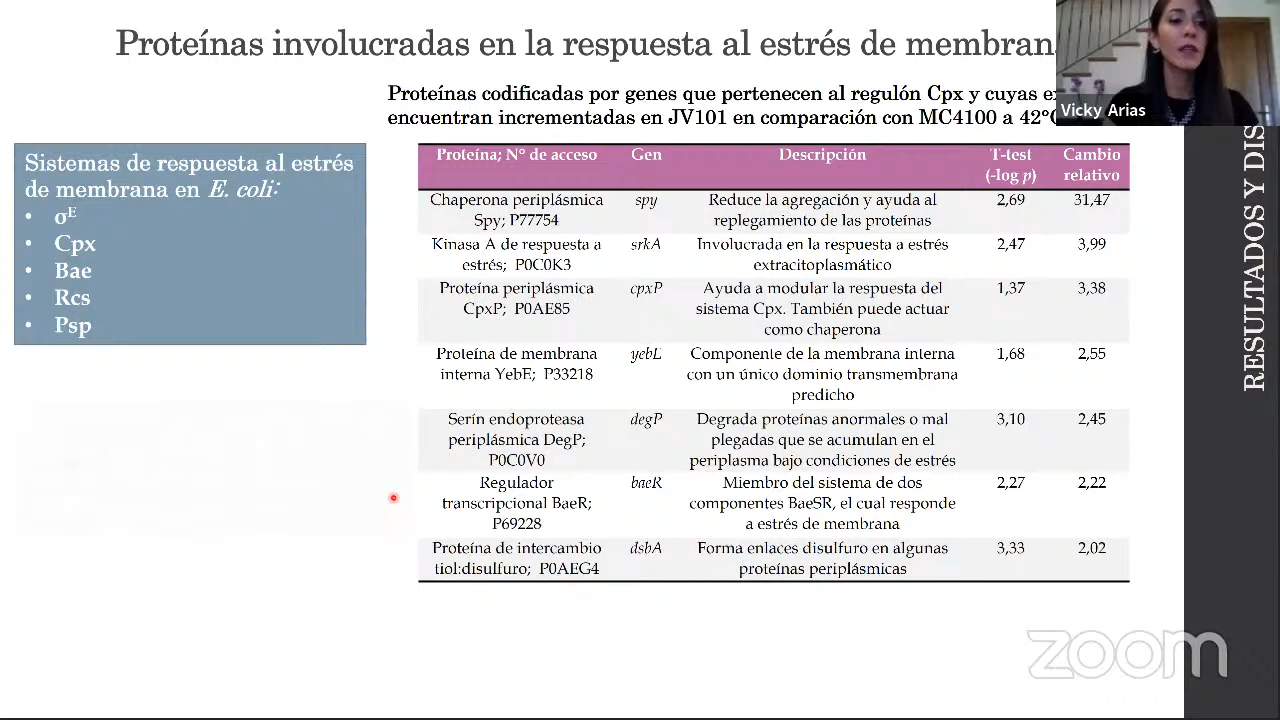 Proteínas involucradas en la respuesta al estrés de membran
Vicky Arias
Proteínas codificadas por genes que pertenecen al regulón Cpx y cuyas
encuentran incrementadas en JV101 en comparación con MC4100 a 42°
Sistemas de respuesta al estrés
de membrana en E. coli:
• σᴱ
• Cpx
• Bae
• Rcs
• Psp
Proteína; N° de acceso Gen Descripción T-test Cambio
(-log p) relativo
Chaperona periplásmica spy Reduce la agregación y ayuda al 2,69 31,47
Spy; P77754 replegamiento de las proteínas
Kinasa A de respuesta a srkA Involucrada en la respuesta a estrés 2,47 3,99
estrés; P0C0K3 extracitoplasmático
Proteína periplásmica cpxP Ayuda a modular la respuesta del 1,37 3,38
CpxP; P0AE85 sistema Cpx. También puede actuar
como chaperona
Proteína de membrana yebE Componente de la membrana interna 1,68 2,55
interna YebE; P33218 con un único dominio transmembrana
predicho
Serín endoproteasa degP Degrada proteínas anormales o mal 3,10 2,45
periplásmica DegP; plegadas que se acumulan en el
P0C0V0 periplasma bajo condiciones de estrés
Regulador baeR Miembro del sistema de dos 2,27 2,22
transcripcional BaeR; componentes BaeSR, el cual responde
P69228 a estrés de membrana
Proteína de intercambio dsbA Forma enlaces disulfuro en algunas 3,33 2,02
tiol:disulfuro; P0AEG4 proteínas periplásmicas
RESULTADOS Y DIS
zoom